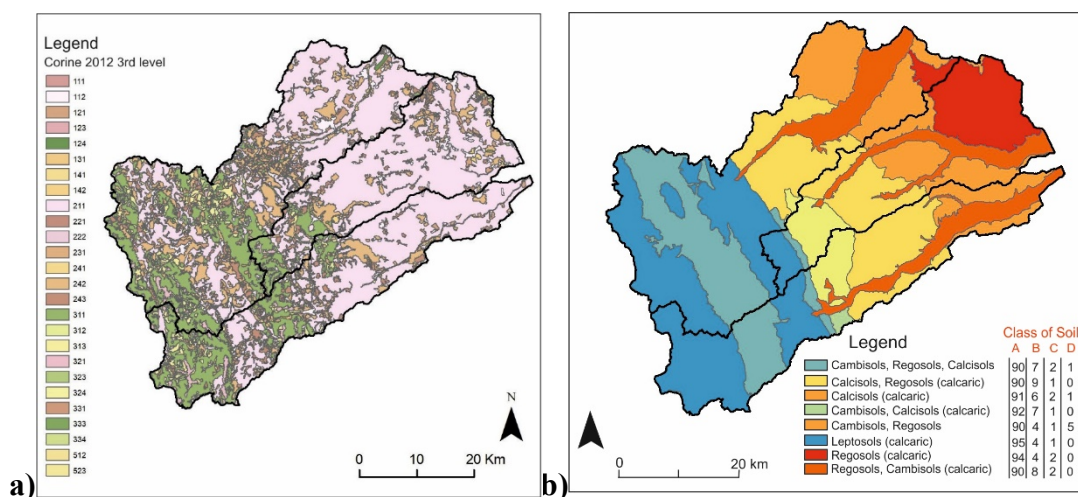 Legend
Corine 2012 3rd level
111
112
121
123
124
131
141
142
211
221
222
231
241
242
243
311
312
313
321
323
324
331
333
334
512
523
N
0 10 20 Km
a)
Legend
Class of Soil
A B C D
Cambisols, Regosols, Calcisols 90 7 2 1
Calcisols, Regosols (calcaric) 90 9 1 0
Calcisols (calcaric) 91 6 2 1
Cambisols, Calcisols (calcaric) 92 7 1 0
Cambisols, Regosols 90 4 1 5
Leptosols (calcaric) 95 4 1 0
Regosols (calcaric) 94 4 2 0
Regosols, Cambisols (calcaric) 90 8 2 0
0 20 km
b)